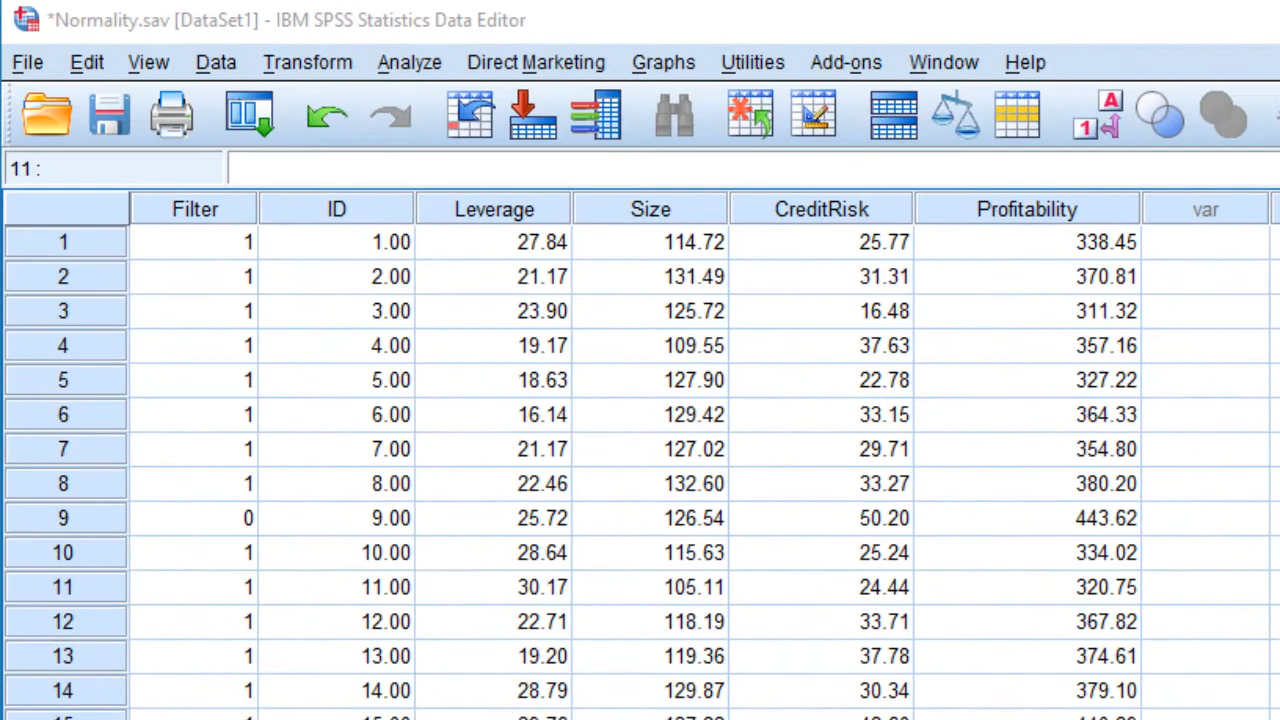 *Normality.sav [DataSet1] - IBM SPSS Statistics Data Editor
File Edit View Data Transform Analyze Direct Marketing Graphs Utilities Add-ons Window Help
A
1
11 :
Filter ID Leverage Size CreditRisk Profitability var
1 1 1.00 27.84 114.72 25.77 338.45
2 1 2.00 21.17 131.49 31.31 370.81
3 1 3.00 23.90 125.72 16.48 311.32
4 1 4.00 19.17 109.55 37.63 357.16
5 1 5.00 18.63 127.90 22.78 327.22
6 1 6.00 16.14 129.42 33.15 364.33
7 1 7.00 21.17 127.02 29.71 354.80
8 1 8.00 22.46 132.60 33.27 380.20
9 0 9.00 25.72 126.54 50.20 443.62
10 1 10.00 28.64 115.63 25.24 334.02
11 1 11.00 30.17 105.11 24.44 320.75
12 1 12.00 22.71 118.19 33.71 367.82
13 1 13.00 19.20 119.36 37.78 374.61
14 1 14.00 28.79 129.87 30.34 379.10